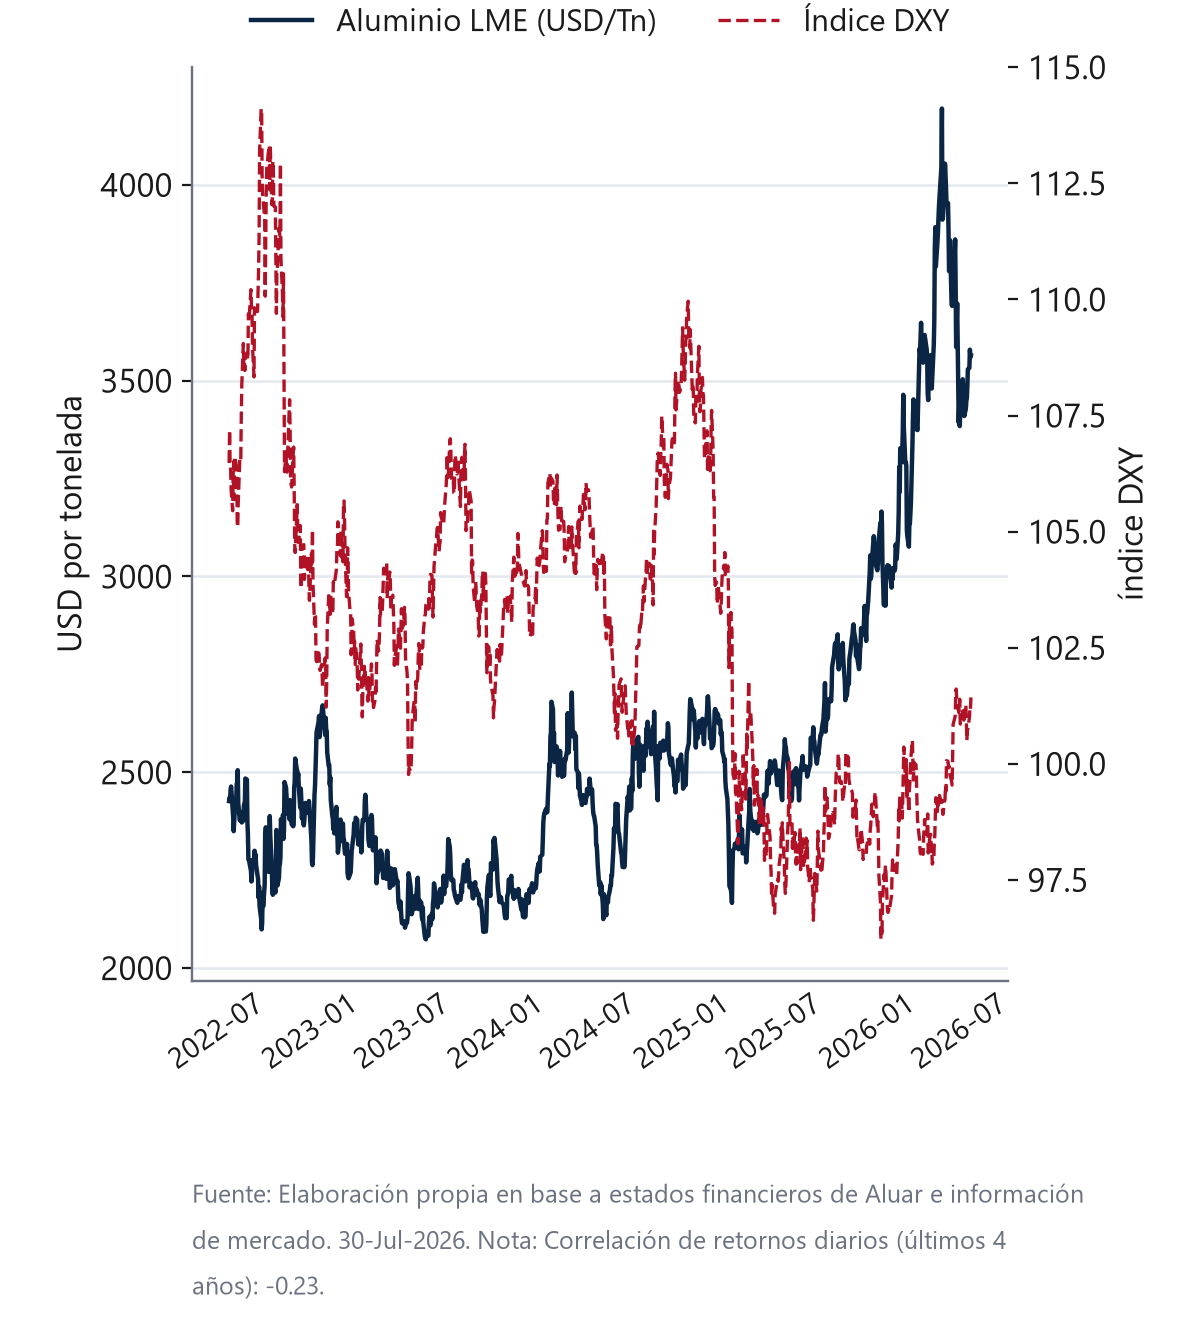 Aluminio LME (USD/Tn) Índice DXY
USD por tonelada
4000
3500
3000
2500
2000
115.0
112.5
110.0
107.5
105.0
102.5
100.0
97.5
índice DXY
2022-07 2023-01 2023-07 2024-01 2024-07 2025-01 2025-07 2026-01 2026-07
Fuente: Elaboración propia en base a estados financieros de Aluar e información
de mercado. 30-Jul-2026. Nota: Correlación de retornos diarios (últimos 4
años): -0.23.